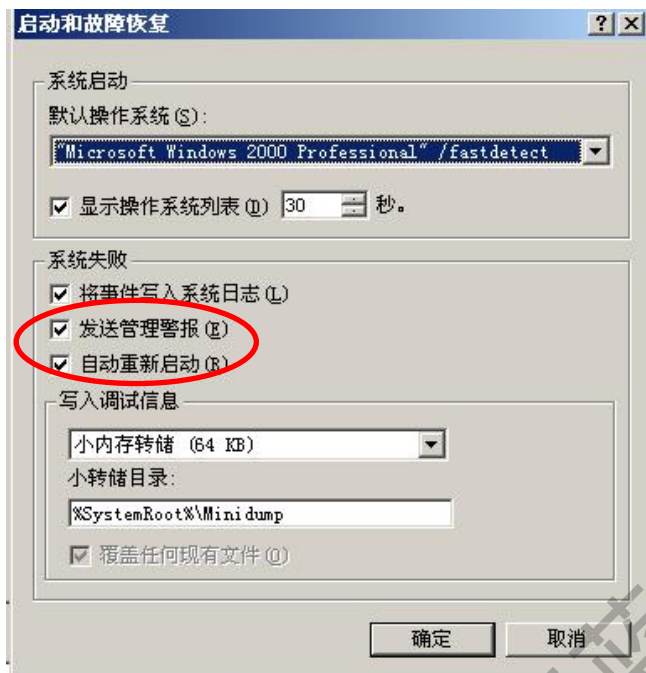 启动和故障恢复
系统启动
默认操作系统(S):
"Microsoft Windows 2000 Professional" /fastdetect
显示操作系统列表(D) 30 秒。
系统失败
将事件写入系统日志(L)
发送管理警报(E)
自动重新启动(R)
写入调试信息
小内存转储 (64 KB)
小转储目录:
%SystemRoot%\Minidump
覆盖任何现有文件(O)
确定 取消